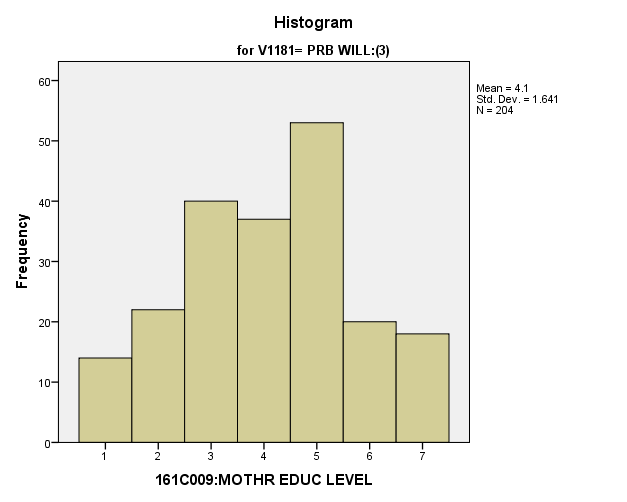 Histogram
for V1181= PRB WILL:(3)
Mean = 4.1
Std. Dev. = 1.641
N = 204
60
50
40
30
20
10
0
Frequency
1 2 3 4 5 6 7
161C009:MOTHR EDUC LEVEL